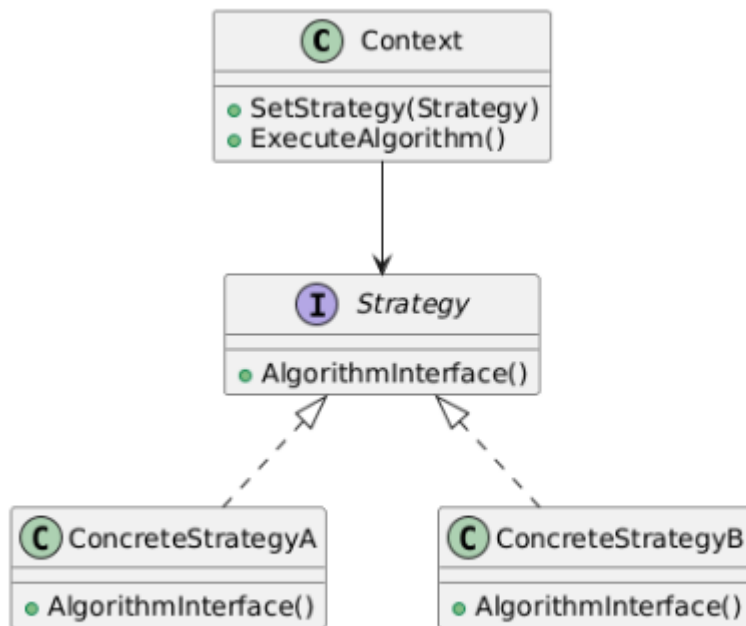 C Context
SetStrategy(Strategy)
ExecuteAlgorithm()
I Strategy
AlgorithmInterface()
C ConcreteStrategyA
AlgorithmInterface()
C ConcreteStrategyB
AlgorithmInterface()